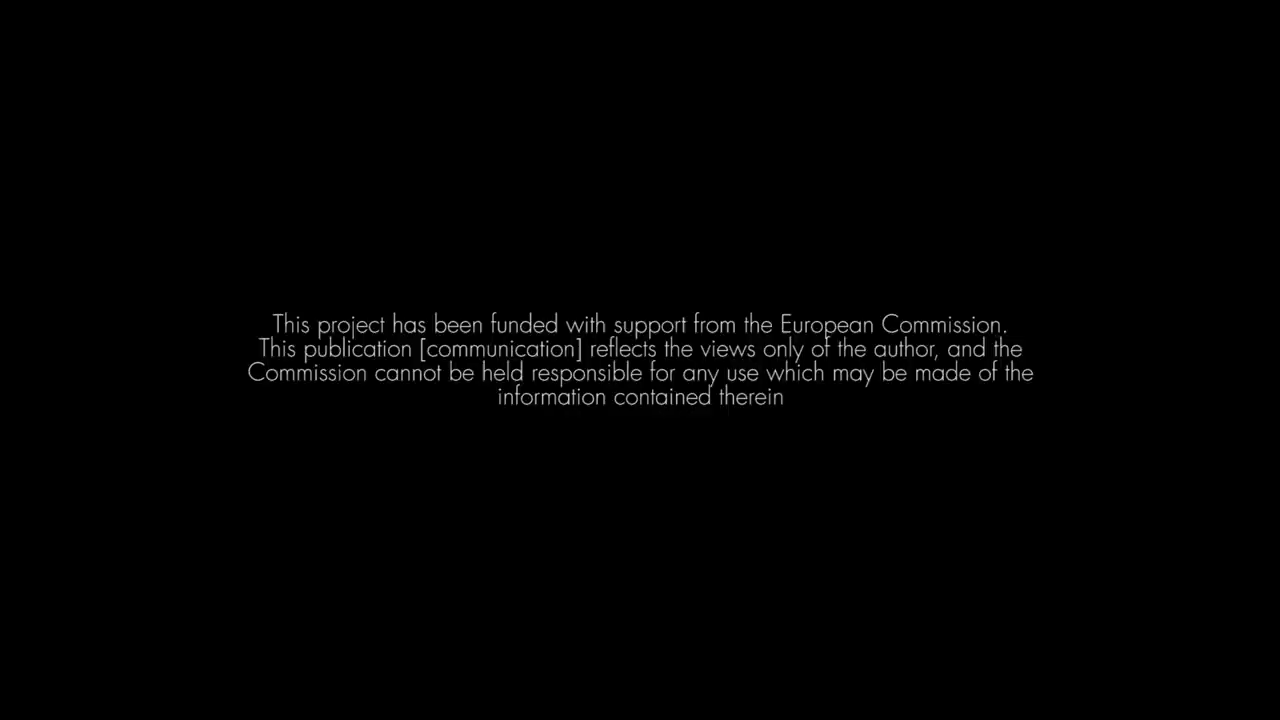 This project has been funded with support from the European Commission.
This publication [communication] reflects the views only of the author, and the
Commission cannot be held responsible for any use which may be made of the
information contained therein